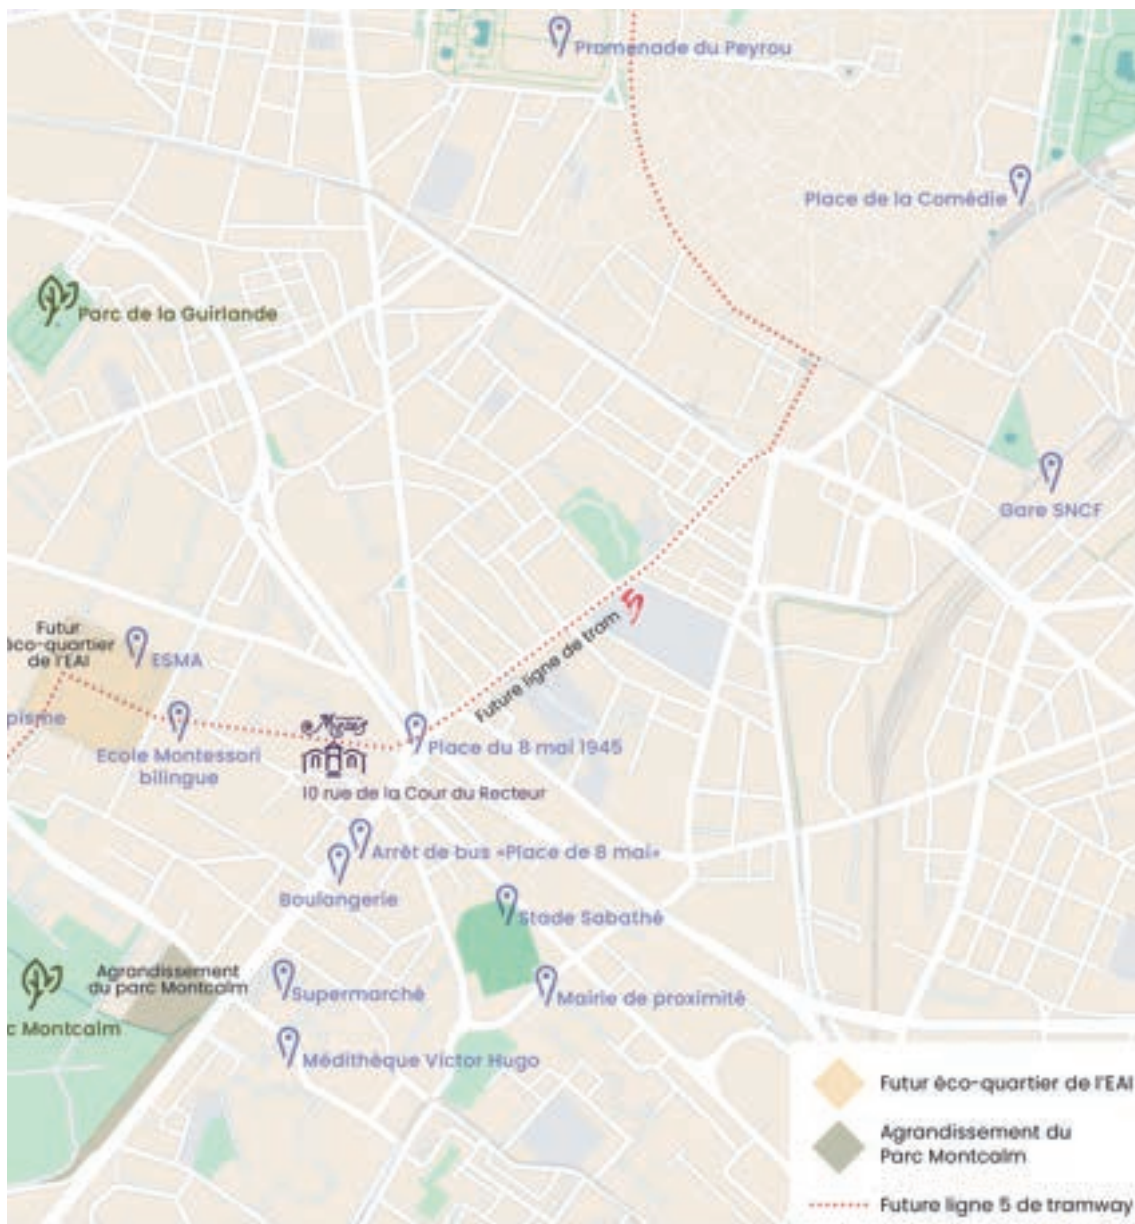 Promenade du Peyrou
Place de la Comédie
Parc de la Guirlande
Gare SNCF
Futur
éco-quartier
de l'EAI
ESMA
5
Future ligne de tram
pisme
Ecole Montessori
bilingue
Place du 8 mai 1945
10 rue de la Cour du Recteur
Arrêt de bus «Place de 8 mai»
Boulangerie
Stade Sabathé
Agrandissement
du parc Montcalm
Supermarché
Mairie de proximité
c Montcalm
Médithèque Victor Hugo
Futur èco-quartier de l'EAI
Agrandissement du
Parc Montcalm
Future ligne 5 de tramway